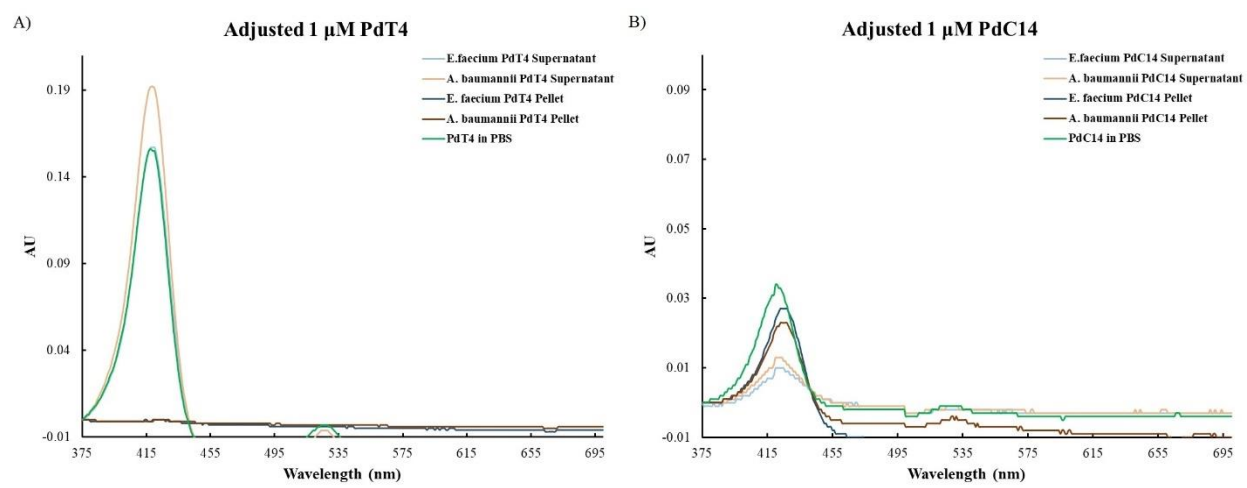 A)
Adjusted 1 µM PdT4
E.faecium PdT4 Supernatant
A. baumannii PdT4 Supernatant
E. faecium PdT4 Pellet
A. baumannii PdT4 Pellet
PdT4 in PBS
0.19
0.14
0.09
0.04
-0.01
AU
375 415 455 495 535 575 615 655 695
Wavelength (nm)
B)
Adjusted 1 µM PdC14
E.faecium PdC14 Supernatant
A. baumannii PdC14 Supernatant
E. faecium PdC14 Pellet
A. baumannii PdC14 Pellet
PdC14 in PBS
0.09
0.07
0.05
0.03
0.01
-0.01
AU
375 415 455 495 535 575 615 655 695
Wavelength (nm)